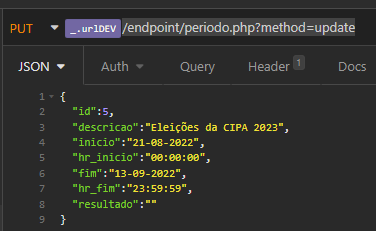 PUT _.urlDEV/endpoint/periodo.php?method=update
JSON Auth Query Header 1 Docs
1 {
2 "id":5,
3 "descricao":"Eleições da CIPA 2023",
4 "inicio":"21-08-2022",
5 "hr_inicio":"00:00:00",
6 "fim":"13-09-2022",
7 "hr_fim":"23:59:59",
8 "resultado":""
9 }